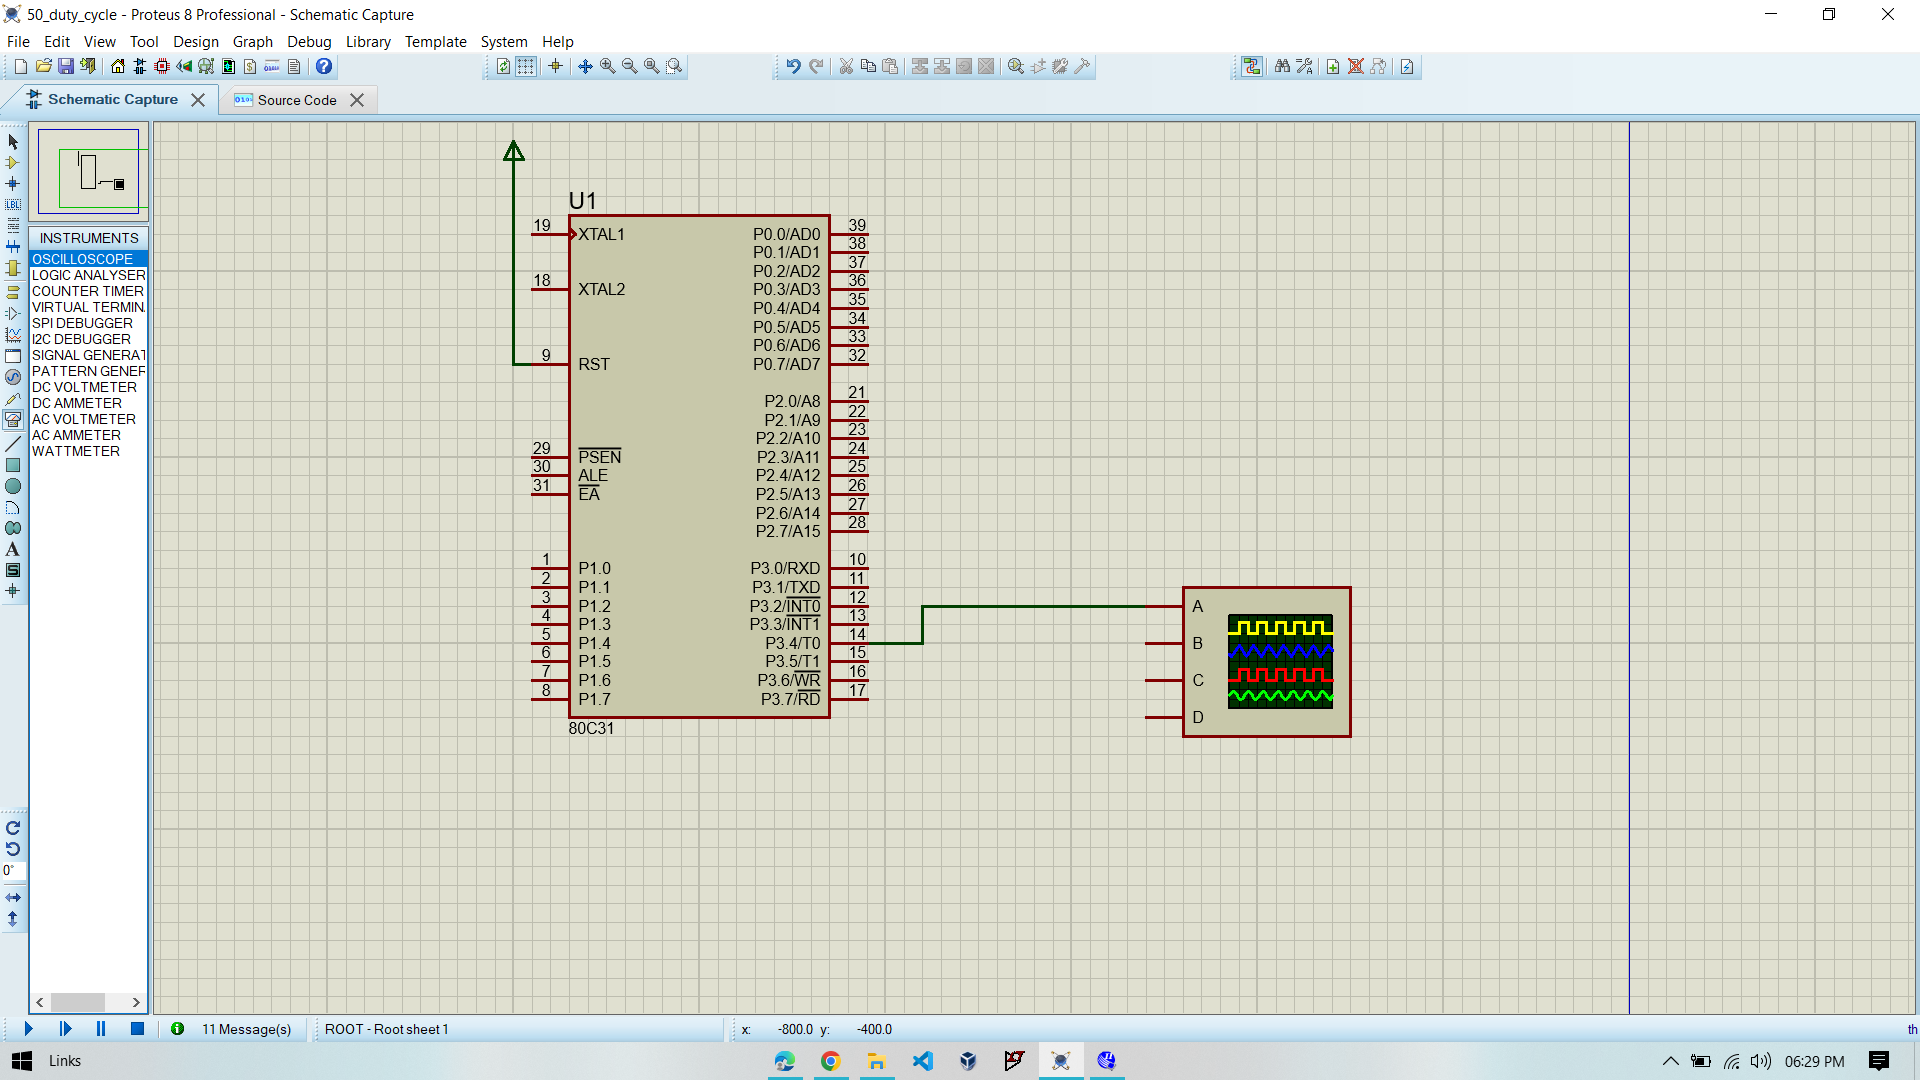 50_duty_cycle - Proteus 8 Professional - Schematic Capture
File Edit View Tool Design Graph Debug Library Template System Help
Schematic Capture
Source Code
INSTRUMENTS
OSCILLOSCOPE
LOGIC ANALYSER
COUNTER TIMER
VIRTUAL TERMIN
SPI DEBUGGER
I2C DEBUGGER
SIGNAL GENERAT
PATTERN GENER
DC VOLTMETER
DC AMMETER
AC VOLTMETER
AC AMMETER
WATTMETER
LBL
A
S
0°
U1
19 XTAL1
18 XTAL2
9 RST
29 PSEN
30 ALE
31 EA
1 P1.0
2 P1.1
3 P1.2
4 P1.3
5 P1.4
6 P1.5
7 P1.6
8 P1.7
P0.0/AD0 39
P0.1/AD1 38
P0.2/AD2 37
P0.3/AD3 36
P0.4/AD4 35
P0.5/AD5 34
P0.6/AD6 33
P0.7/AD7 32
P2.0/A8 21
P2.1/A9 22
P2.2/A10 23
P2.3/A11 24
P2.4/A12 25
P2.5/A13 26
P2.6/A14 27
P2.7/A15 28
P3.0/RXD 10
P3.1/TXD 11
P3.2/INT0 12
P3.3/INT1 13
P3.4/T0 14
P3.5/T1 15
P3.6/WR 16
P3.7/RD 17
80C31
A
B
C
D
11 Message(s)
ROOT - Root sheet 1
x: -800.0 y: -400.0
th
Links
06:29 PM